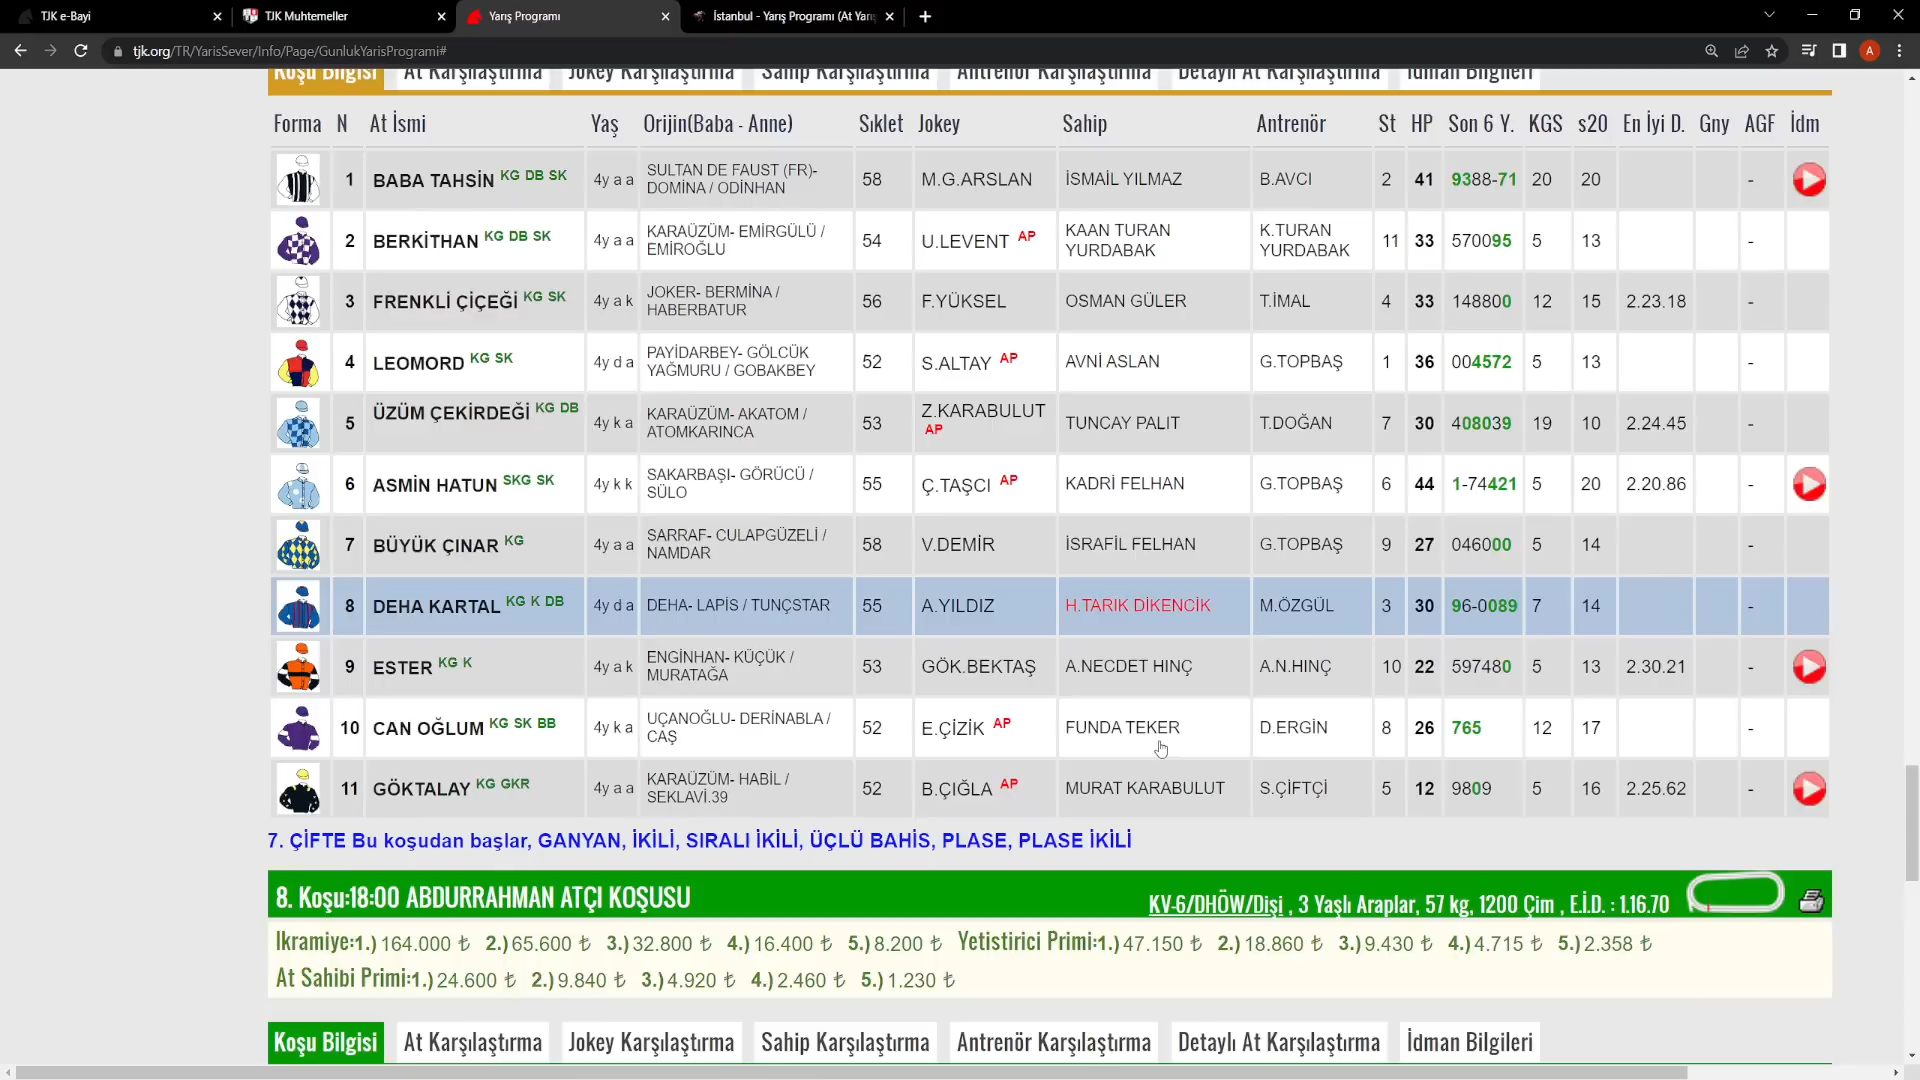 TJK e-Bayi
TJK Muhtemeller
Yarış Programı
İstanbul - Yarış Programı (At Yarı
tjk.org/TR/YarisSever/Info/Page/GunlukYarisProgrami#
A
Koşu Bilgisi At Karşılaştırma Jokey Karşılaştırma Sahip Karşılaştırma Antrenör Karşılaştırma Detaylı At Karşılaştırma İdman Bilgileri
Forma N At İsmi Yaş Orijin(Baba - Anne) Sıklet Jokey Sahip Antrenör St HP Son 6 Y. KGS s20 En İyi D. Gny AGF İdm
1 BABA TAHSİN KG DB SK 4y a a SULTAN DE FAUST (FR)- DOMİNA / ODİNHAN 58 M.G.ARSLAN İSMAİL YILMAZ B.AVCI 2 41 9388-71 20 20 -
2 BERKİTHAN KG DB SK 4y a a KARAÜZÜM- EMİRGÜLÜ / EMİROĞLU 54 U.LEVENT AP KAAN TURAN YURDABAK K.TURAN YURDABAK 11 33 570095 5 13 -
3 FRENKLİ ÇİÇEĞİ KG SK 4y a k JOKER- BERMİNA / HABERBATUR 56 F.YÜKSEL OSMAN GÜLER T.İMAL 4 33 148800 12 15 2.23.18 -
4 LEOMORD KG SK 4y d a PAYİDARBEY- GÖLCÜK YAĞMURU / GOBAKBEY 52 S.ALTAY AP AVNİ ASLAN G.TOPBAŞ 1 36 004572 5 13 -
5 ÜZÜM ÇEKİRDEĞİ KG DB 4y k a KARAÜZÜM- AKATOM / ATOMKARINCA 53 Z.KARABULUT AP TUNCAY PALIT T.DOĞAN 7 30 408039 19 10 2.24.45 -
6 ASMİN HATUN SKG SK 4y k k SAKARBAŞI- GÖRÜCÜ / SÜLO 55 Ç.TAŞCI AP KADRİ FELHAN G.TOPBAŞ 6 44 1-74421 5 20 2.20.86 -
7 BÜYÜK ÇINAR KG 4y a a SARRAF- CULAPGÜZELİ / NAMDAR 58 V.DEMİR İSRAFİL FELHAN G.TOPBAŞ 9 27 046000 5 14 -
8 DEHA KARTAL KG K DB 4y d a DEHA- LAPİS / TUNÇSTAR 55 A.YILDIZ H.TARIK DİKENCİK M.ÖZGÜL 3 30 96-0089 7 14 -
9 ESTER KG K 4y a k ENGİNHAN- KÜÇÜK / MURATAĞA 53 GÖK.BEKTAŞ A.NECDET HINÇ A.N.HINÇ 10 22 597480 5 13 2.30.21 -
10 CAN OĞLUM KG SK BB 4y k a UÇANOĞLU- DERİNABLA / CAŞ 52 E.ÇİZİK AP FUNDA TEKER D.ERGİN 8 26 765 12 17 -
11 GÖKTALAY KG GKR 4y a a KARAÜZÜM- HABİL / SEKLAVİ.39 52 B.ÇIĞLA AP MURAT KARABULUT S.ÇİFTÇİ 5 12 9809 5 16 2.25.62 -
7. ÇİFTE Bu koşudan başlar, GANYAN, İKİLİ, SIRALI İKİLİ, ÜÇLÜ BAHİS, PLASE, PLASE İKİLİ
8. Koşu:18:00 ABDURRAHMAN ATÇI KOŞUSU KV-6/DHÖW/Dişi , 3 Yaşlı Araplar, 57 kg, 1200 Çim , E.İ.D. : 1.16.70
Ikramiye:1.) 164.000 ₺ 2.) 65.600 ₺ 3.) 32.800 ₺ 4.) 16.400 ₺ 5.) 8.200 ₺ Yetistirici Primi:1.) 47.150 ₺ 2.) 18.860 ₺ 3.) 9.430 ₺ 4.) 4.715 ₺ 5.) 2.358 ₺
At Sahibi Primi:1.) 24.600 ₺ 2.) 9.840 ₺ 3.) 4.920 ₺ 4.) 2.460 ₺ 5.) 1.230 ₺
Koşu Bilgisi At Karşılaştırma Jokey Karşılaştırma Sahip Karşılaştırma Antrenör Karşılaştırma Detaylı At Karşılaştırma İdman Bilgileri